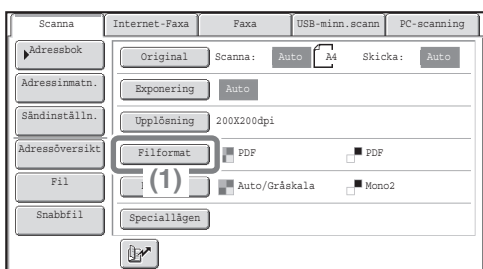 Scanna Internet-Faxa Faxa USB-minn.scann PC-scanning
Adressbok Original Scanna: Auto A4 Skicka: Auto
Adressinmatn. Exponering Auto
Sändinställn. Upplösning 200X200dpi
Adressöversikt Filformat PDF PDF
Fil (1) Auto/Gråskala Mono2
Snabbfil Speciallägen